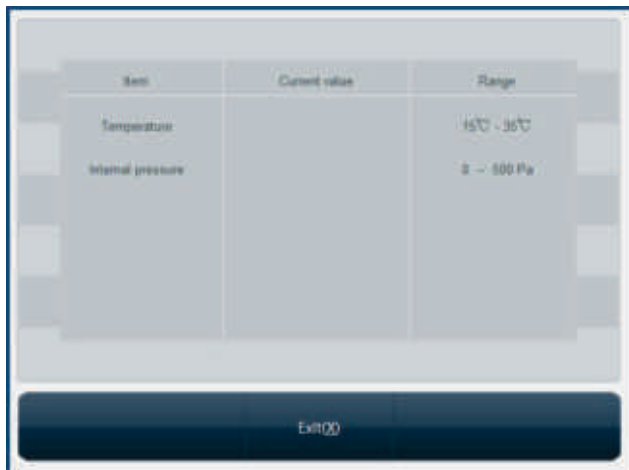 Item Current value Range
Temperature 15℃ - 35℃
Internal pressure 0 ~ 500 Pa
Exit(X)